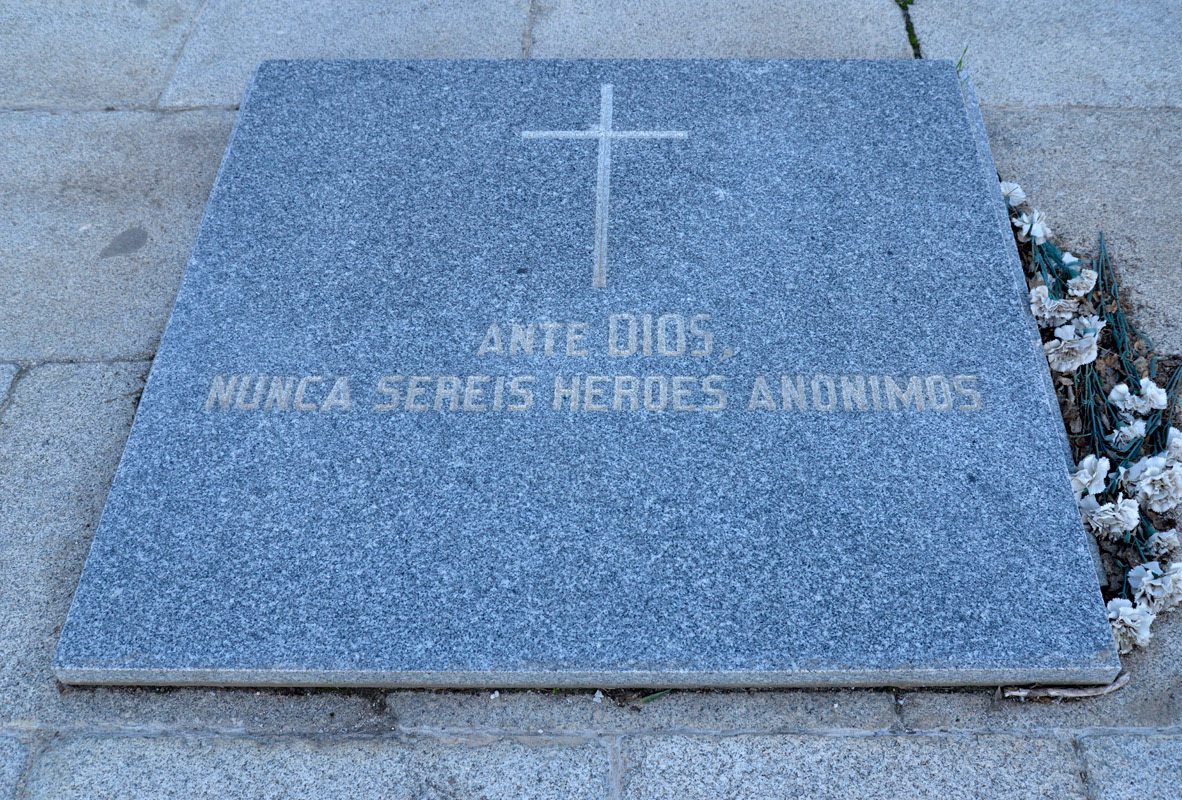 ANTE DIOS,
NUNCA SEREIS HEROES ANONIMOS